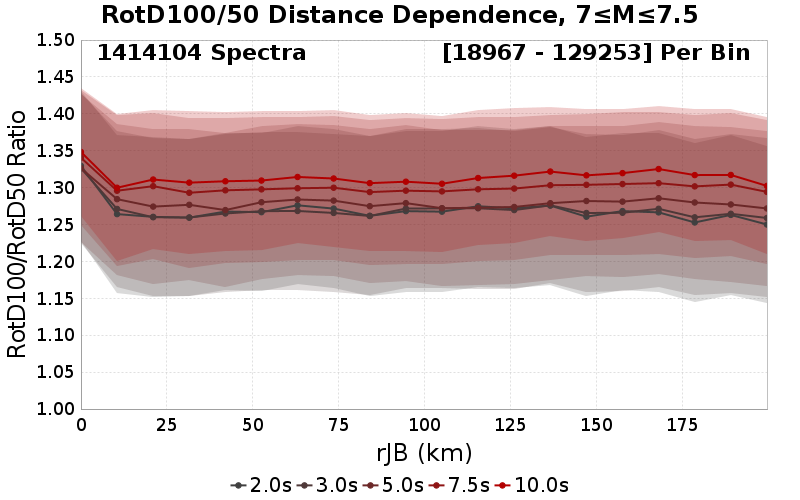 RotD100/50 Distance Dependence, 7≤M≤7.5
1414104 Spectra
[18967 - 129253] Per Bin
RotD100/RotD50 Ratio
1.50
1.45
1.40
1.35
1.30
1.25
1.20
1.15
1.10
1.05
1.00
0 25 50 75 100 125 150 175
rJB (km)
2.0s 3.0s 5.0s 7.5s 10.0s